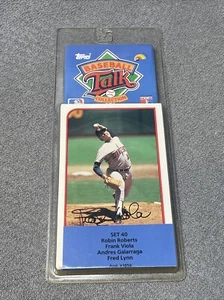 Topps
BASEBALL
Talk
COLLECTION
SET 40
Robin Roberts
Frank Viola
Andres Galarraga
Fred Lynn